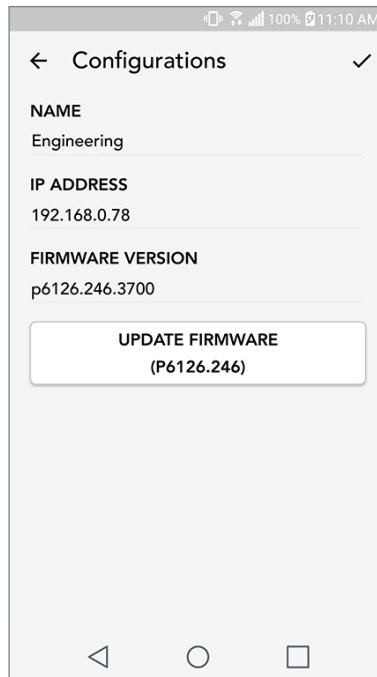 100% 11:10 AM
Configurations
NAME
Engineering
IP ADDRESS
192.168.0.78
FIRMWARE VERSION
p6126.246.3700
UPDATE FIRMWARE
(P6126.246)